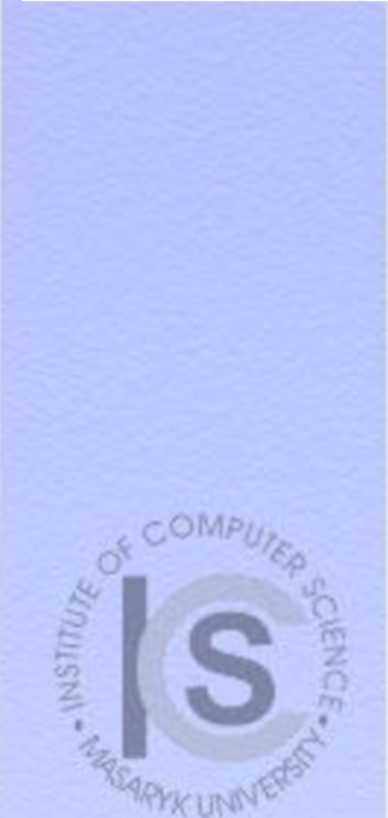 INSTITUTE OF COMPUTER SCIENCE
• MASARYK UNIVERSITY •
ICS